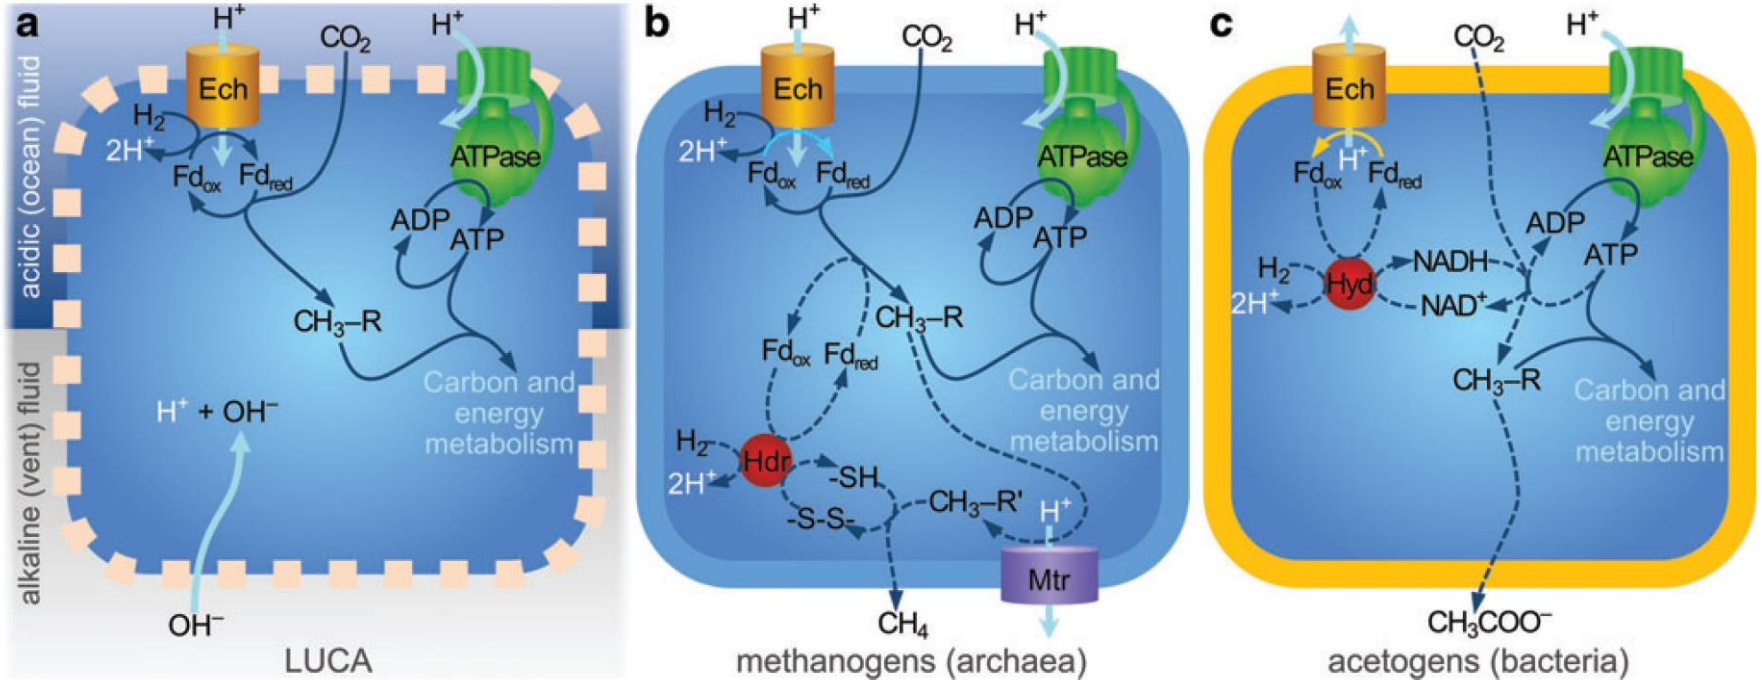 a
H⁺
CO₂
H⁺
Ech
H₂
2H⁺
Fdox
Fdred
ATPase
ADP
ATP
CH₃–R
Carbon and
energy
metabolism
H⁺ + OH⁻
OH⁻
acidic (ocean) fluid
alkaline (vent) fluid
LUCA
b
H⁺
CO₂
H⁺
Ech
H₂
2H⁺
Fdox
Fdred
ATPase
ADP
ATP
CH₃–R
Fdox
Fdred
Carbon and
energy
metabolism
H₂
2H⁺
Hdr
-SH
-S-S-
CH₃–R'
H⁺
Mtr
CH₄
methanogens (archaea)
c
CO₂
H⁺
Ech
H⁺
Fdox
Fdred
ATPase
ADP
ATP
H₂
2H⁺
Hyd
NADH
NAD⁺
CH₃–R
Carbon and
energy
metabolism
CH₃COO⁻
acetogens (bacteria)